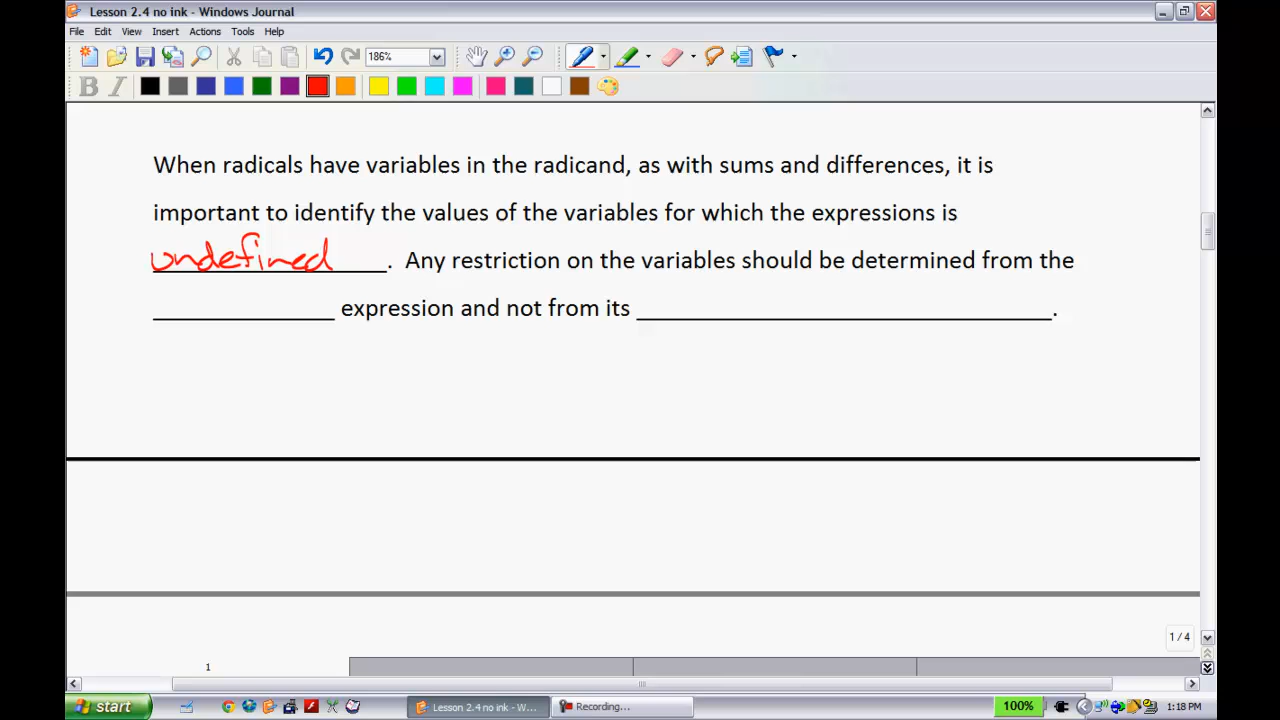 Lesson 2.4 no ink - Windows Journal
File Edit View Insert Actions Tools Help
186%
B I
When radicals have variables in the radicand, as with sums and differences, it is
important to identify the values of the variables for which the expressions is
undefined. Any restriction on the variables should be determined from the
______________ expression and not from its ________________________________.
1 / 4
1
start Lesson 2.4 no ink - W... Recording... 100% 1:18 PM